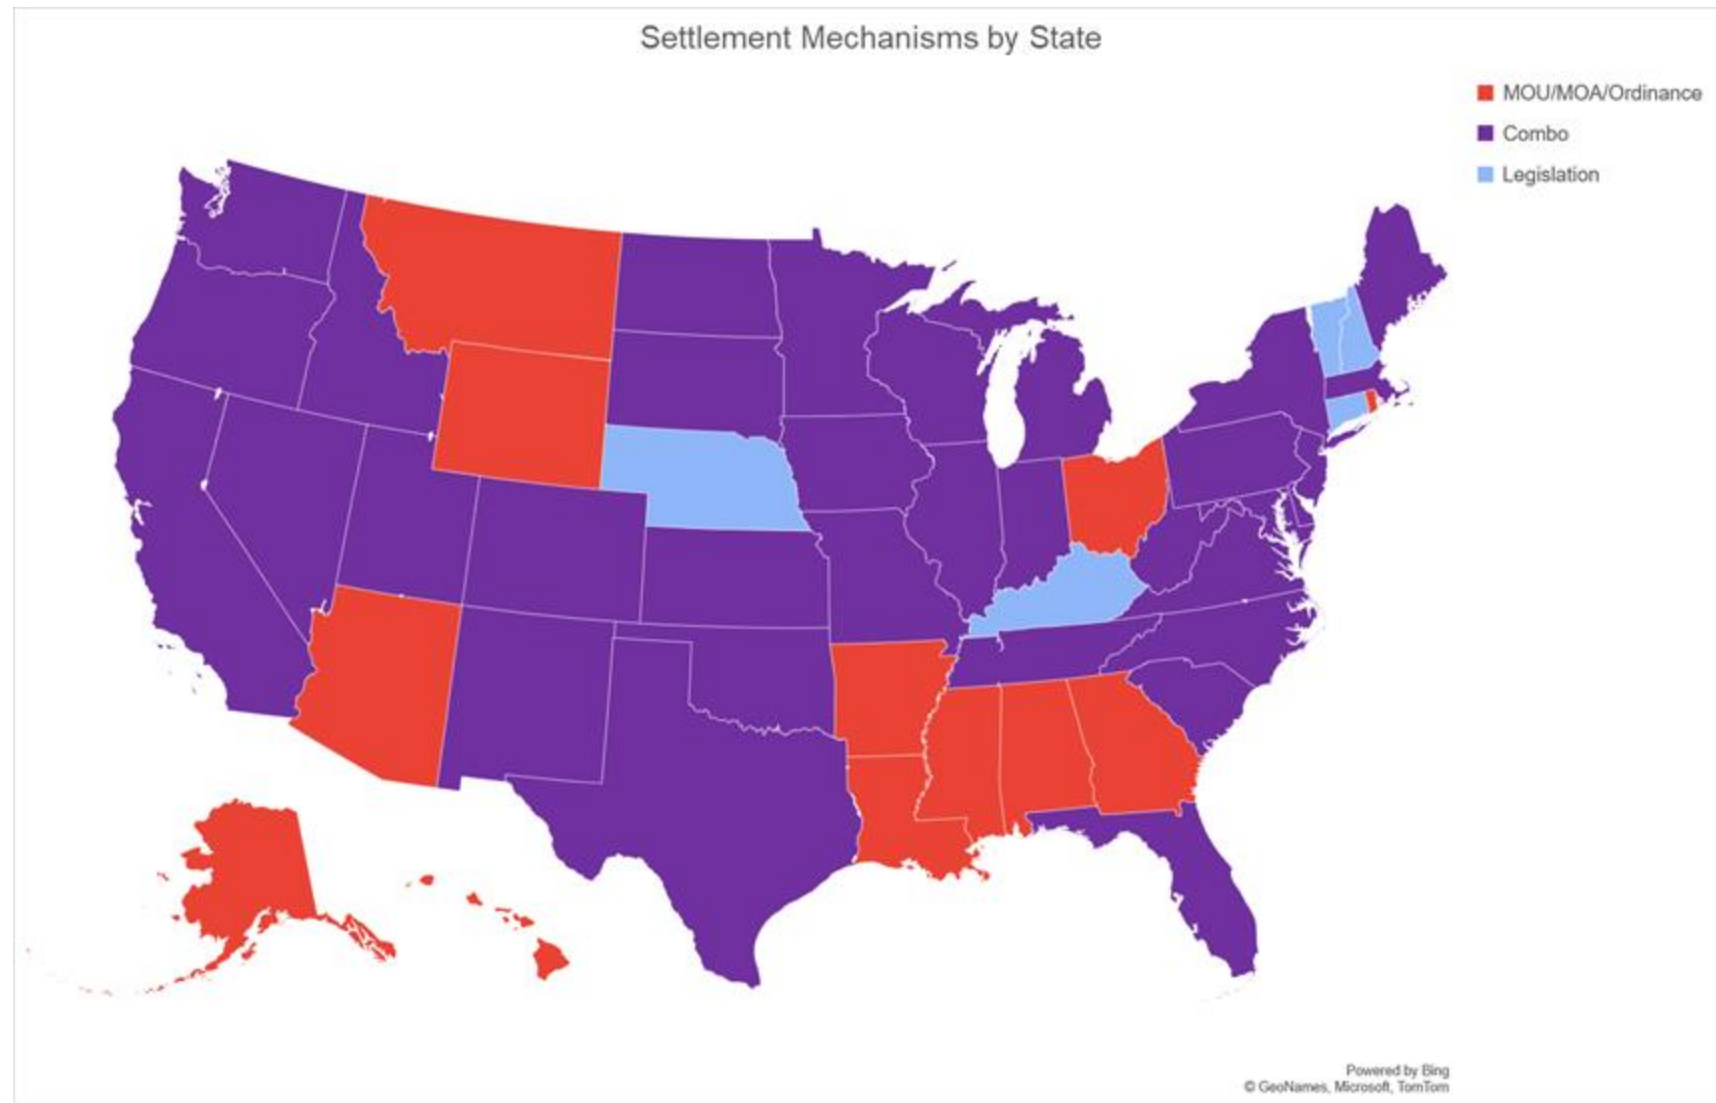 Settlement Mechanisms by State
MOU/MOA/Ordinance
Combo
Legislation
Powered by Bing
© GeoNames, Microsoft, TomTom